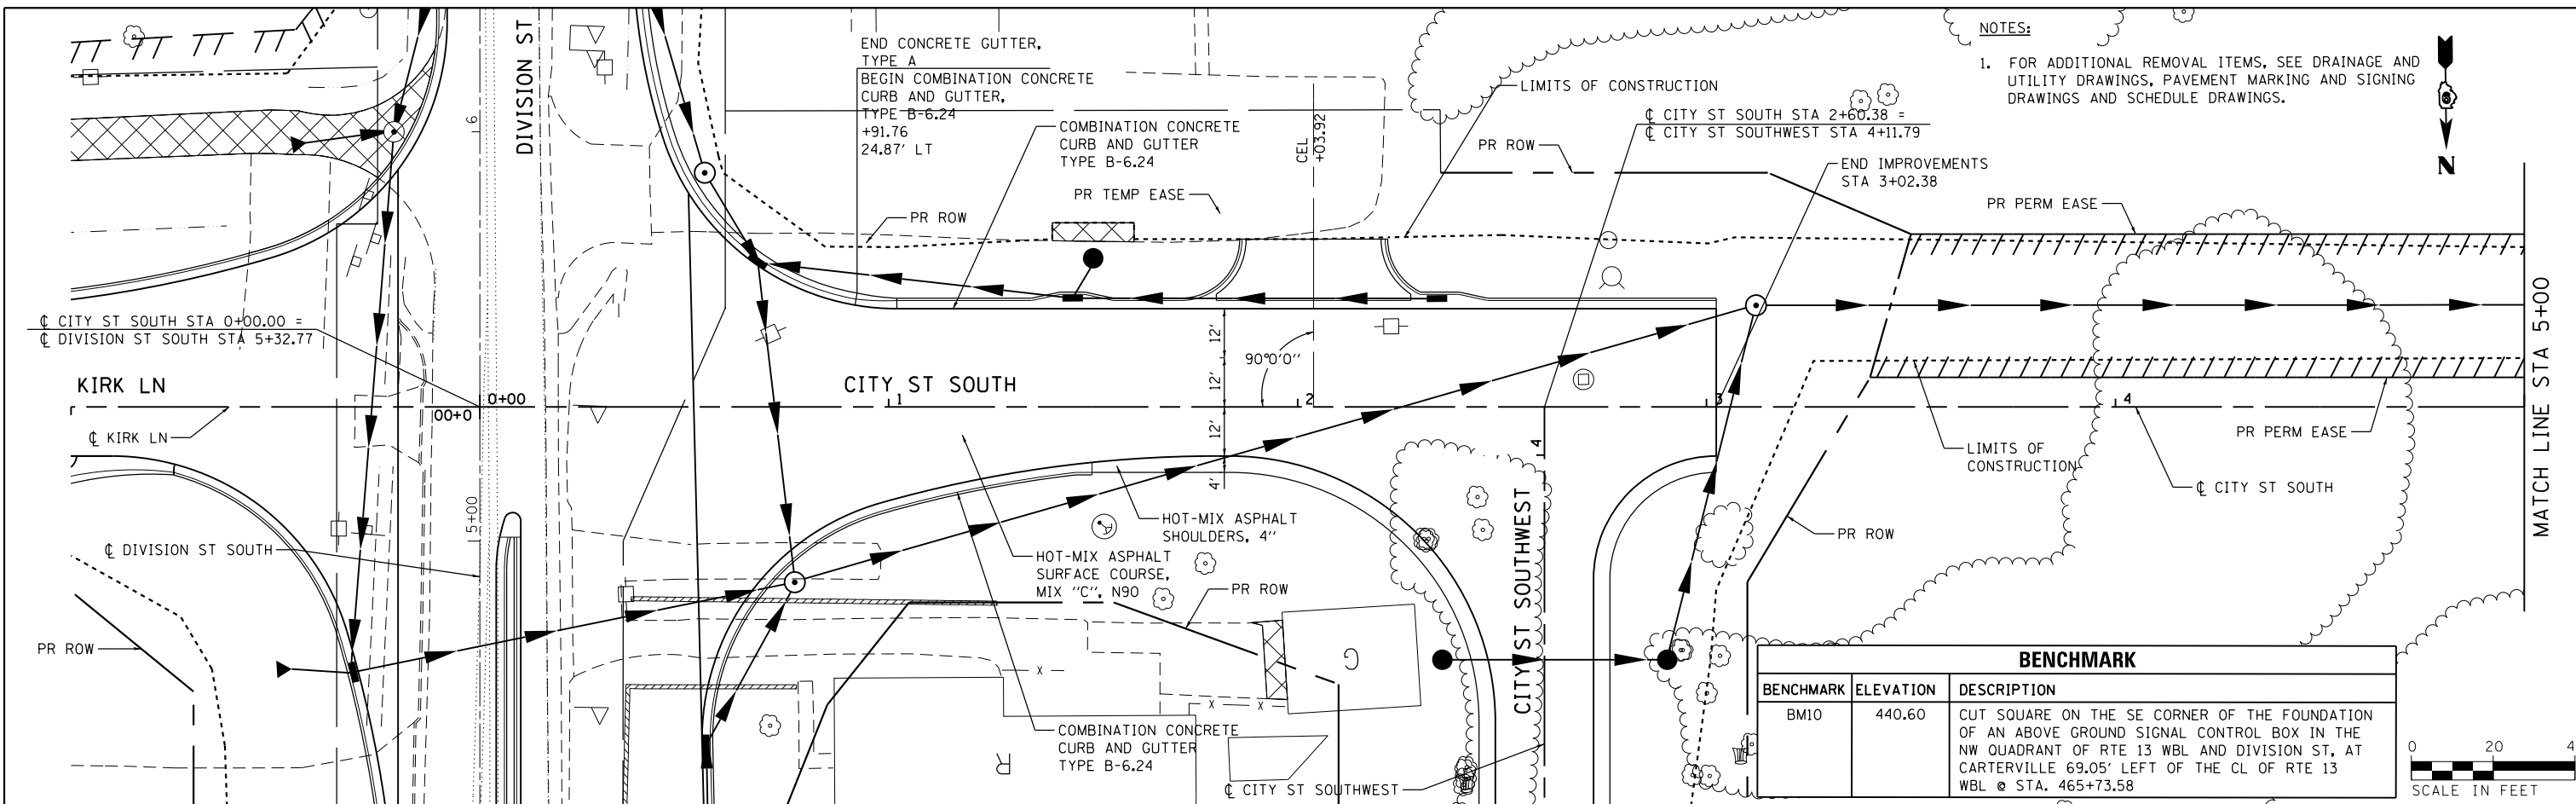 DIVISION ST
6
END CONCRETE GUTTER,
TYPE A
BEGIN COMBINATION CONCRETE
CURB AND GUTTER,
TYPE B-6.24
+91.76
24.87' LT
COMBINATION CONCRETE
CURB AND GUTTER
TYPE B-6.24
PR TEMP EASE
PR ROW
CEL
+03.92
LIMITS OF CONSTRUCTION
PR ROW
℄ CITY ST SOUTH STA 2+60.38 =
℄ CITY ST SOUTHWEST STA 4+11.79
END IMPROVEMENTS
STA 3+02.38
NOTES:
1. FOR ADDITIONAL REMOVAL ITEMS, SEE DRAINAGE AND
UTILITY DRAWINGS, PAVEMENT MARKING AND SIGNING
DRAWINGS AND SCHEDULE DRAWINGS.
N
PR PERM EASE
MATCH LINE STA 5+00
℄ CITY ST SOUTH STA 0+00.00 =
℄ DIVISION ST SOUTH STA 5+32.77
KIRK LN
CITY ST SOUTH
12'
12'
12'
4'
90°0'0''
0+00
00+0
1
2
3
4
℄ KIRK LN
5+00
℄ DIVISION ST SOUTH
PR ROW
HOT-MIX ASPHALT
SHOULDERS, 4''
HOT-MIX ASPHALT
SURFACE COURSE,
MIX "C", N90
PR ROW
COMBINATION CONCRETE
CURB AND GUTTER
TYPE B-6.24
G
R
X
X
X
4
CITY ST SOUTHWEST
℄ CITY ST SOUTHWEST
LIMITS OF
CONSTRUCTION
PR ROW
PR PERM EASE
℄ CITY ST SOUTH
BENCHMARK
BENCHMARK ELEVATION DESCRIPTION
BM10 440.60 CUT SQUARE ON THE SE CORNER OF THE FOUNDATION
OF AN ABOVE GROUND SIGNAL CONTROL BOX IN THE
NW QUADRANT OF RTE 13 WBL AND DIVISION ST, AT
CARTERVILLE 69.05' LEFT OF THE CL OF RTE 13
WBL @ STA. 465+73.58
0 20 4
SCALE IN FEET